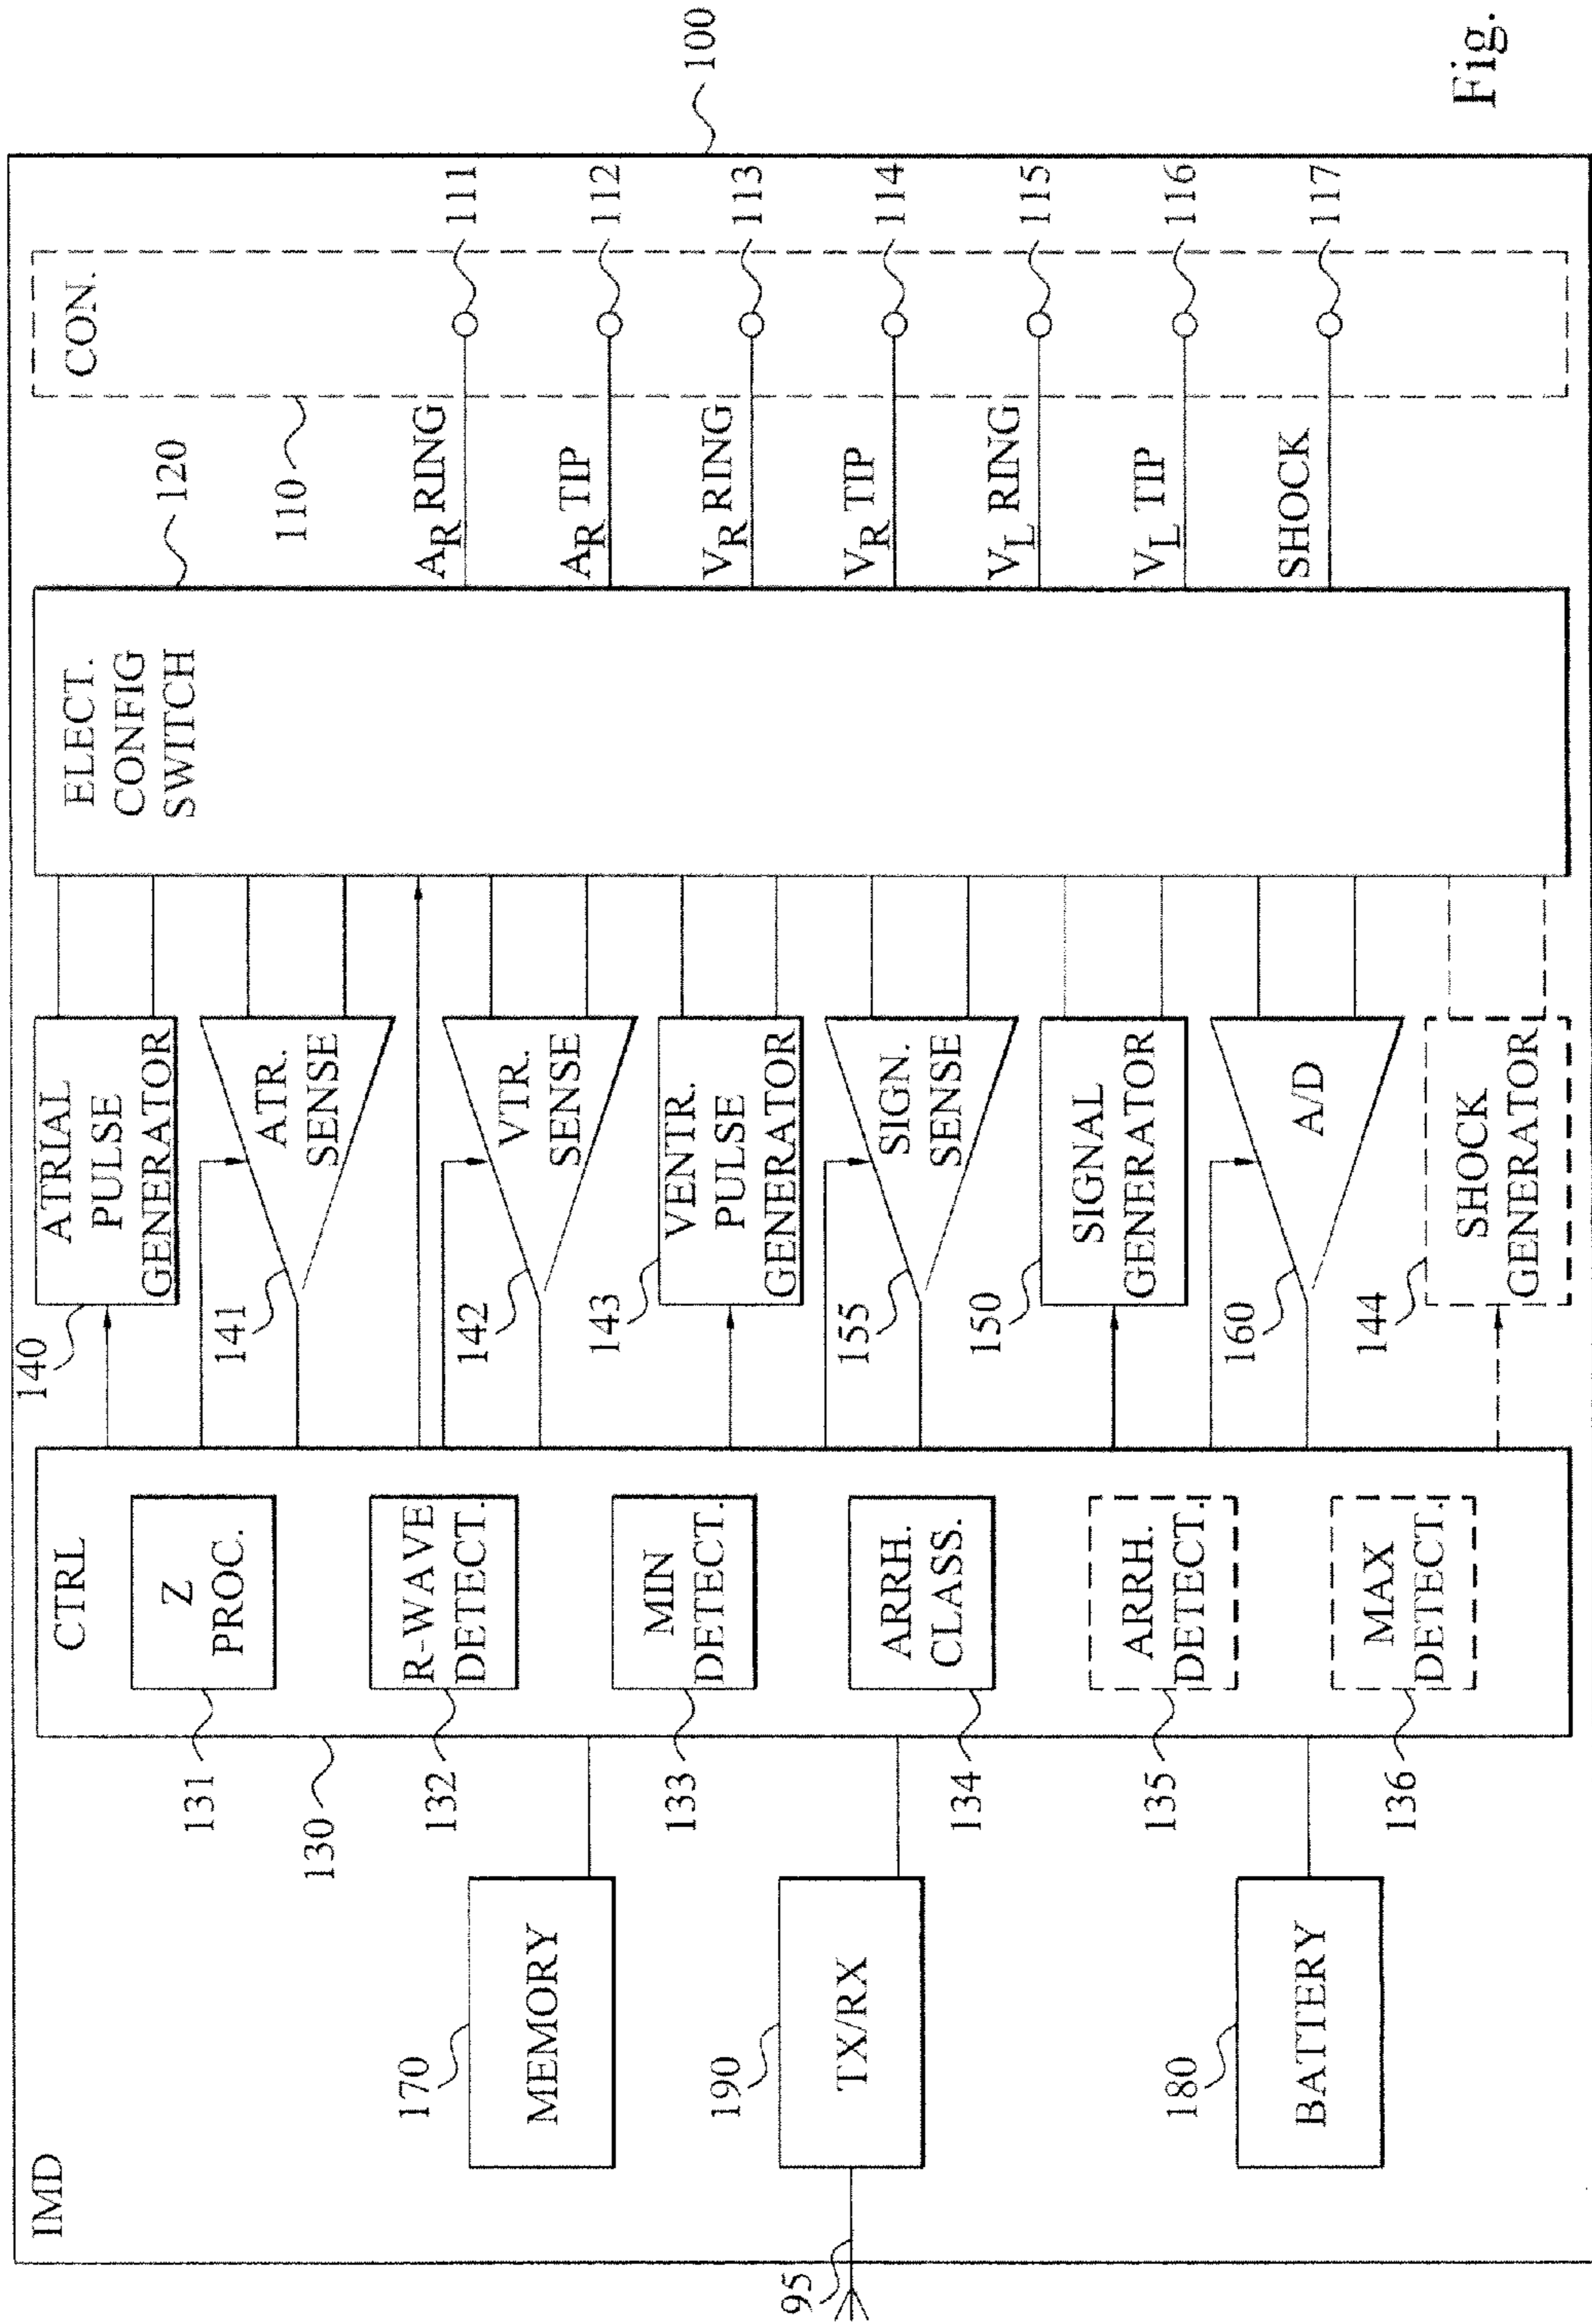 IMD
95
170
MEMORY
190
TX/RX
180
BATTERY
130
CTRL
131
Z
PROC.
132
R-WAVE
DETECT.
133
MIN
DETECT.
134
ARRH.
CLASS.
135
ARRH.
DETECT.
136
MAX
DETECT.
140
ATRIAL
PULSE
GENERATOR
141
ATR.
SENSE
142
VTR.
SENSE
143
VENTR.
PULSE
GENERATOR
155
SIGN.
SENSE
150
SIGNAL
GENERATOR
160
A/D
144
SHOCK
GENERATOR
120
ELECT.
CONFIG
SWITCH
110
CON.
AR RING
111
AR TIP
112
VR RING
113
VR TIP
114
VL RING
115
VL TIP
116
SHOCK
117
100
Fig.